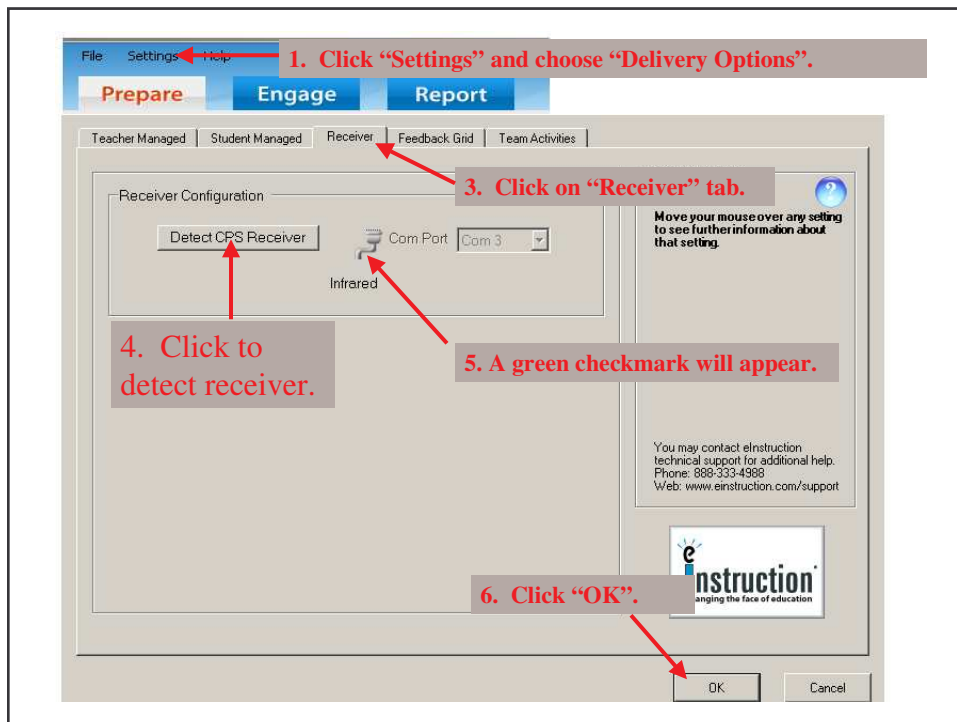 File Settings Help
1. Click “Settings” and choose “Delivery Options”.
Prepare Engage Report
Teacher Managed Student Managed Receiver Feedback Grid Team Activities
3. Click on “Receiver” tab.
Receiver Configuration
Detect CPS Receiver
Com Port Com 3
Infrared
Move your mouse over any setting
to see further information about
that setting.
4. Click to
detect receiver.
5. A green checkmark will appear.
You may contact eInstruction
technical support for additional help.
Phone: 888-333-4988
Web: www.einstruction.com/support
eInstruction
anging the face of education
6. Click “OK”.
OK Cancel